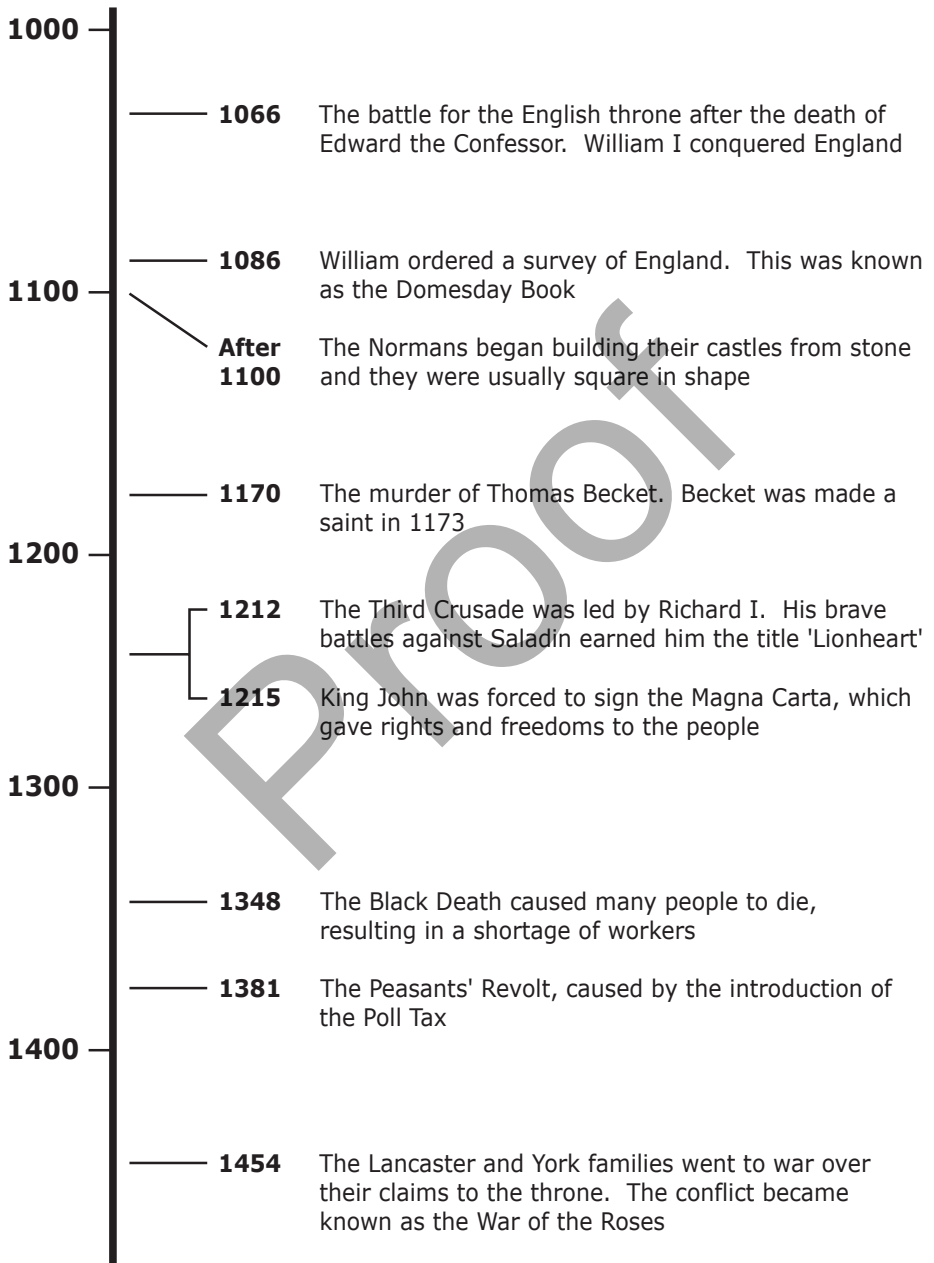 1000
1066 The battle for the English throne after the death of
Edward the Confessor. William I conquered England
1086 William ordered a survey of England. This was known
as the Domesday Book
1100
After The Normans began building their castles from stone
1100 and they were usually square in shape
1170 The murder of Thomas Becket. Becket was made a
saint in 1173
1200
1212 The Third Crusade was led by Richard I. His brave
battles against Saladin earned him the title 'Lionheart'
1215 King John was forced to sign the Magna Carta, which
gave rights and freedoms to the people
1300
1348 The Black Death caused many people to die,
resulting in a shortage of workers
1381 The Peasants' Revolt, caused by the introduction of
the Poll Tax
1400
1454 The Lancaster and York families went to war over
their claims to the throne. The conflict became
known as the War of the Roses
Proof